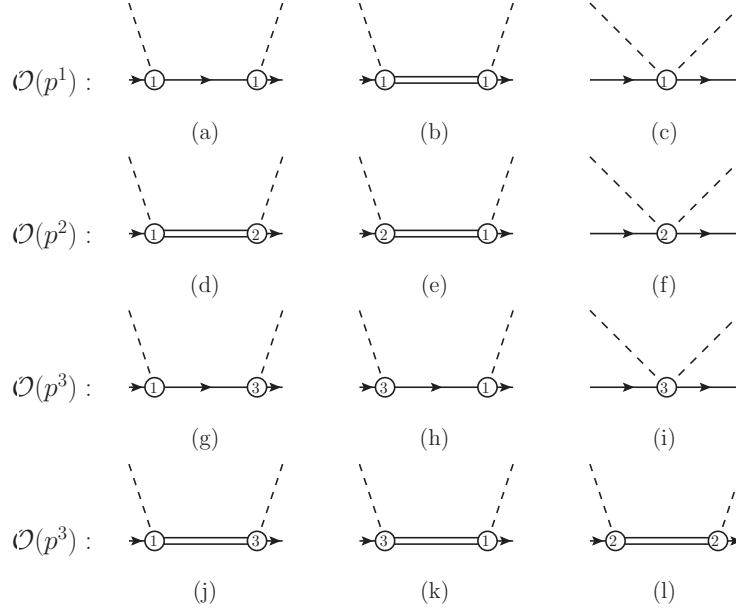 𝒪(p¹) :
1 1
1 1
1
(a) (b) (c)
𝒪(p²) :
1 2
2 1
2
(d) (e) (f)
𝒪(p³) :
1 3
3 1
3
(g) (h) (i)
𝒪(p³) :
1 3
3 1
2 2
(j) (k) (l)